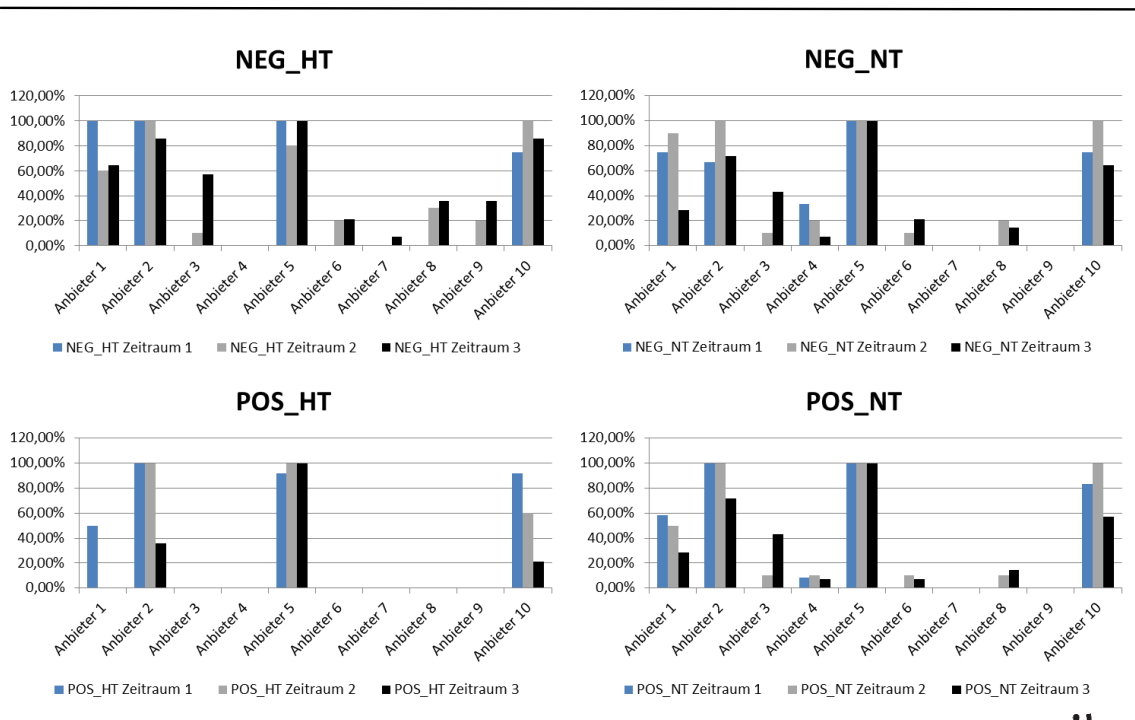 NEG_HT
120,00%
100,00%
80,00%
60,00%
40,00%
20,00%
0,00%
Anbieter 1
Anbieter 2
Anbieter 3
Anbieter 4
Anbieter 5
Anbieter 6
Anbieter 7
Anbieter 8
Anbieter 9
Anbieter 10
NEG_HT Zeitraum 1 NEG_HT Zeitraum 2 NEG_HT Zeitraum 3
NEG_NT
120,00%
100,00%
80,00%
60,00%
40,00%
20,00%
0,00%
Anbieter 1
Anbieter 2
Anbieter 3
Anbieter 4
Anbieter 5
Anbieter 6
Anbieter 7
Anbieter 8
Anbieter 9
Anbieter 10
NEG_NT Zeitraum 1 NEG_NT Zeitraum 2 NEG_NT Zeitraum 3
POS_HT
120,00%
100,00%
80,00%
60,00%
40,00%
20,00%
0,00%
Anbieter 1
Anbieter 2
Anbieter 3
Anbieter 4
Anbieter 5
Anbieter 6
Anbieter 7
Anbieter 8
Anbieter 9
Anbieter 10
POS_HT Zeitraum 1 POS_HT Zeitraum 2 POS_HT Zeitraum 3
POS_NT
120,00%
100,00%
80,00%
60,00%
40,00%
20,00%
0,00%
Anbieter 1
Anbieter 2
Anbieter 3
Anbieter 4
Anbieter 5
Anbieter 6
Anbieter 7
Anbieter 8
Anbieter 9
Anbieter 10
POS_NT Zeitraum 1 POS_NT Zeitraum 2 POS_NT Zeitraum 3